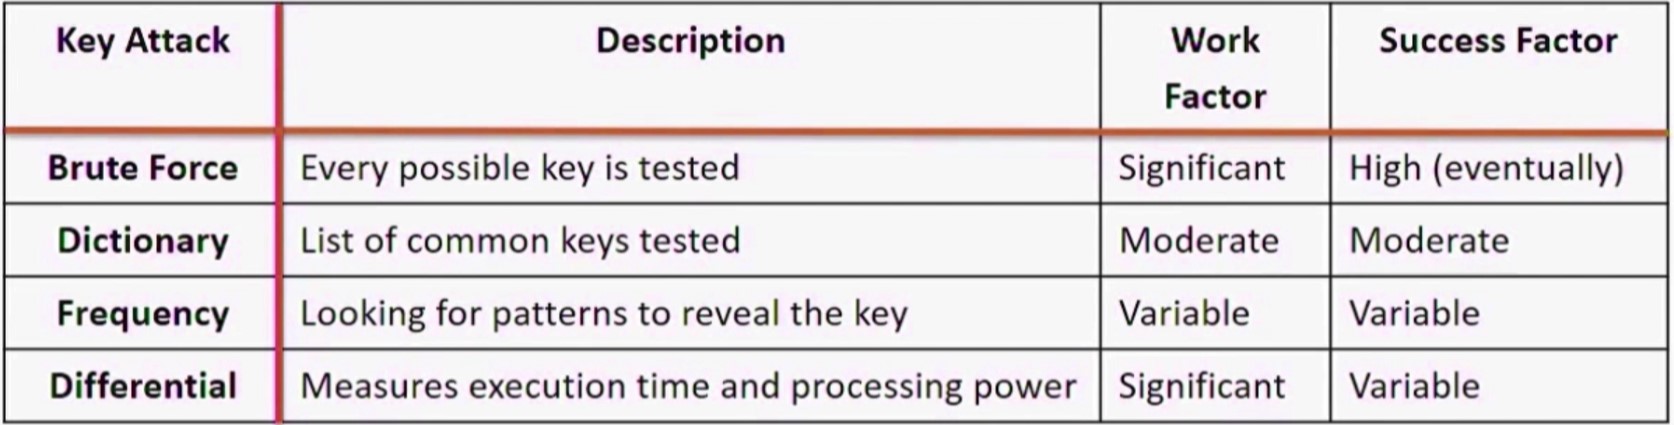 Key Attack Description Work Factor Success Factor
Brute Force Every possible key is tested Significant High (eventually)
Dictionary List of common keys tested Moderate Moderate
Frequency Looking for patterns to reveal the key Variable Variable
Differential Measures execution time and processing power Significant Variable